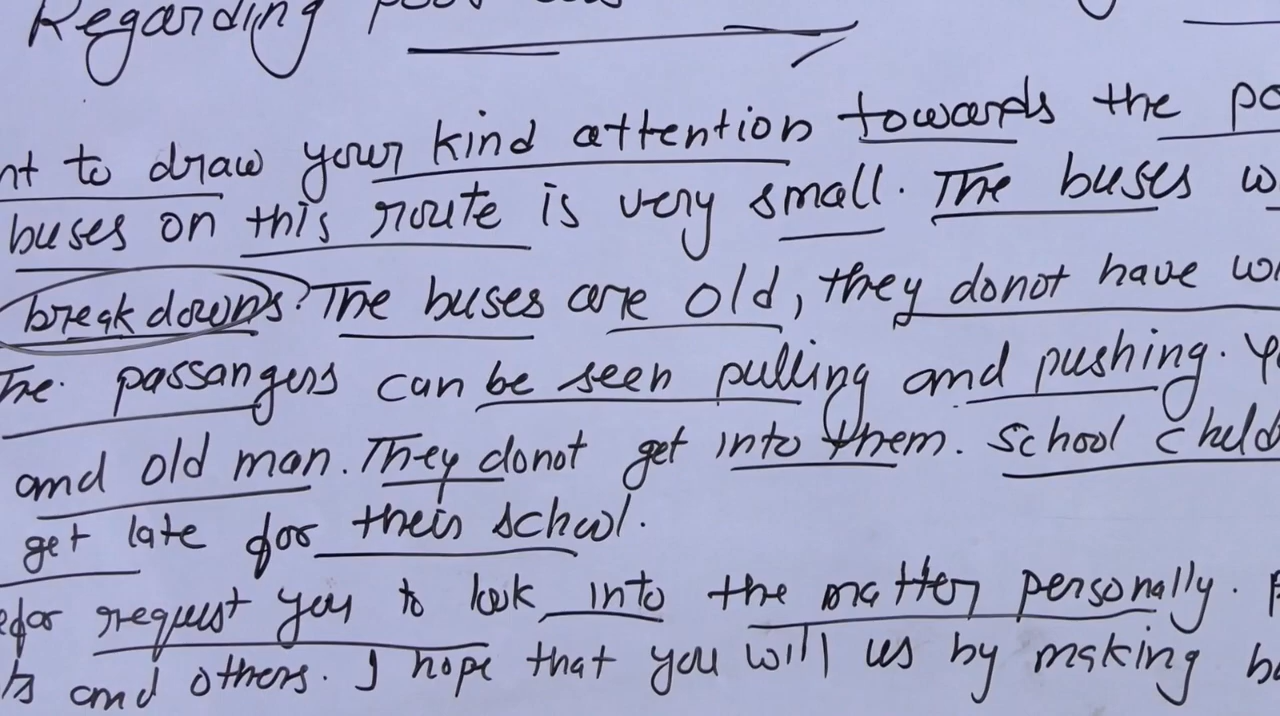 Regarding
to draw your kind attention towards the
buses on this route is very small. The buses
breakdowns. The buses are old, they donot have
The. passangers can be seen pulling and pushing.
and old man. They donot get into them. School
get late for their school.
request you to look into the matter personally.
and others. I hope that you will us by making